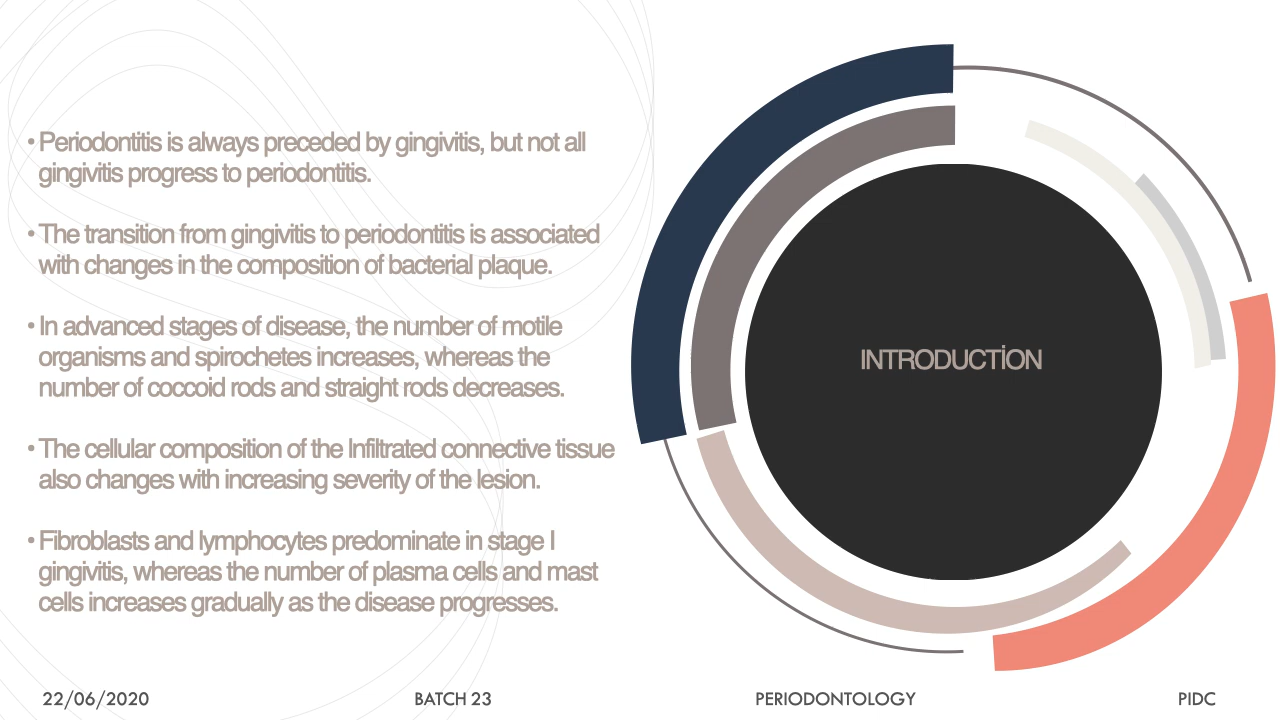 • Periodontitis is always preceded by gingivitis, but not all
gingivitis progress to periodontitis.
• The transition from gingivitis to periodontitis is associated
with changes in the composition of bacterial plaque.
• In advanced stages of disease, the number of motile
organisms and spirochetes increases, whereas the
number of coccoid rods and straight rods decreases.
• The cellular composition of the Infiltrated connective tissue
also changes with increasing severity of the lesion.
• Fibroblasts and lymphocytes predominate in stage I
gingivitis, whereas the number of plasma cells and mast
cells increases gradually as the disease progresses.
INTRODUCTİON
22/06/2020 BATCH 23 PERIODONTOLOGY PIDC